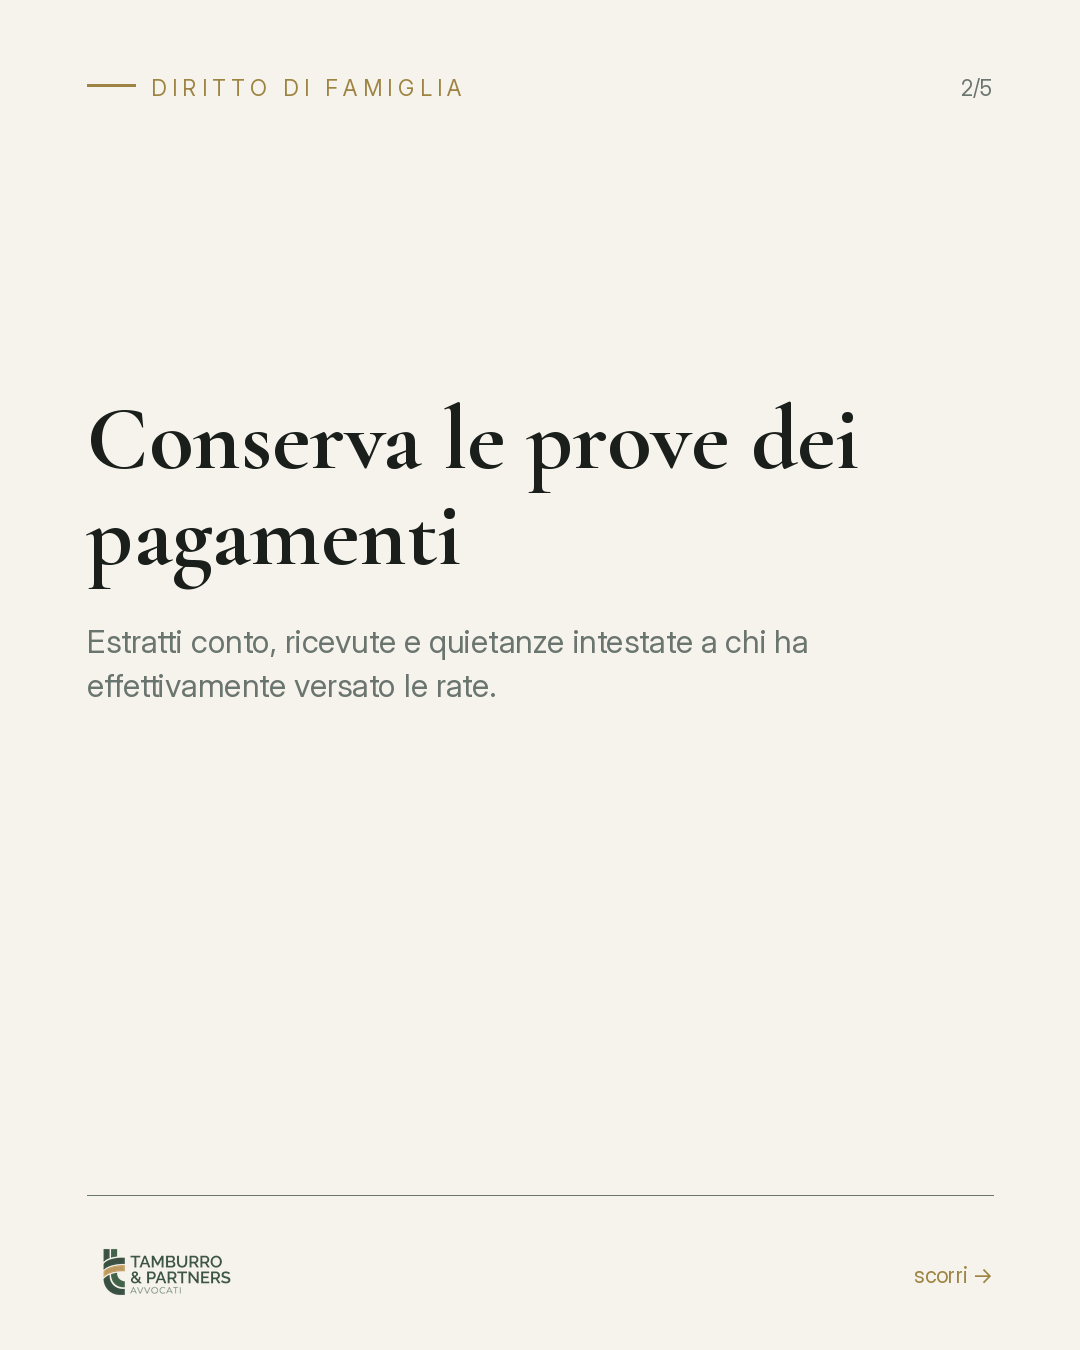 DIRITTO DI FAMIGLIA
2/5
Conserva le prove dei
pagamenti
Estratti conto, ricevute e quietanze intestate a chi ha
effettivamente versato le rate.
TAMBURRO
& PARTNERS
AVVOCATI
scorri →